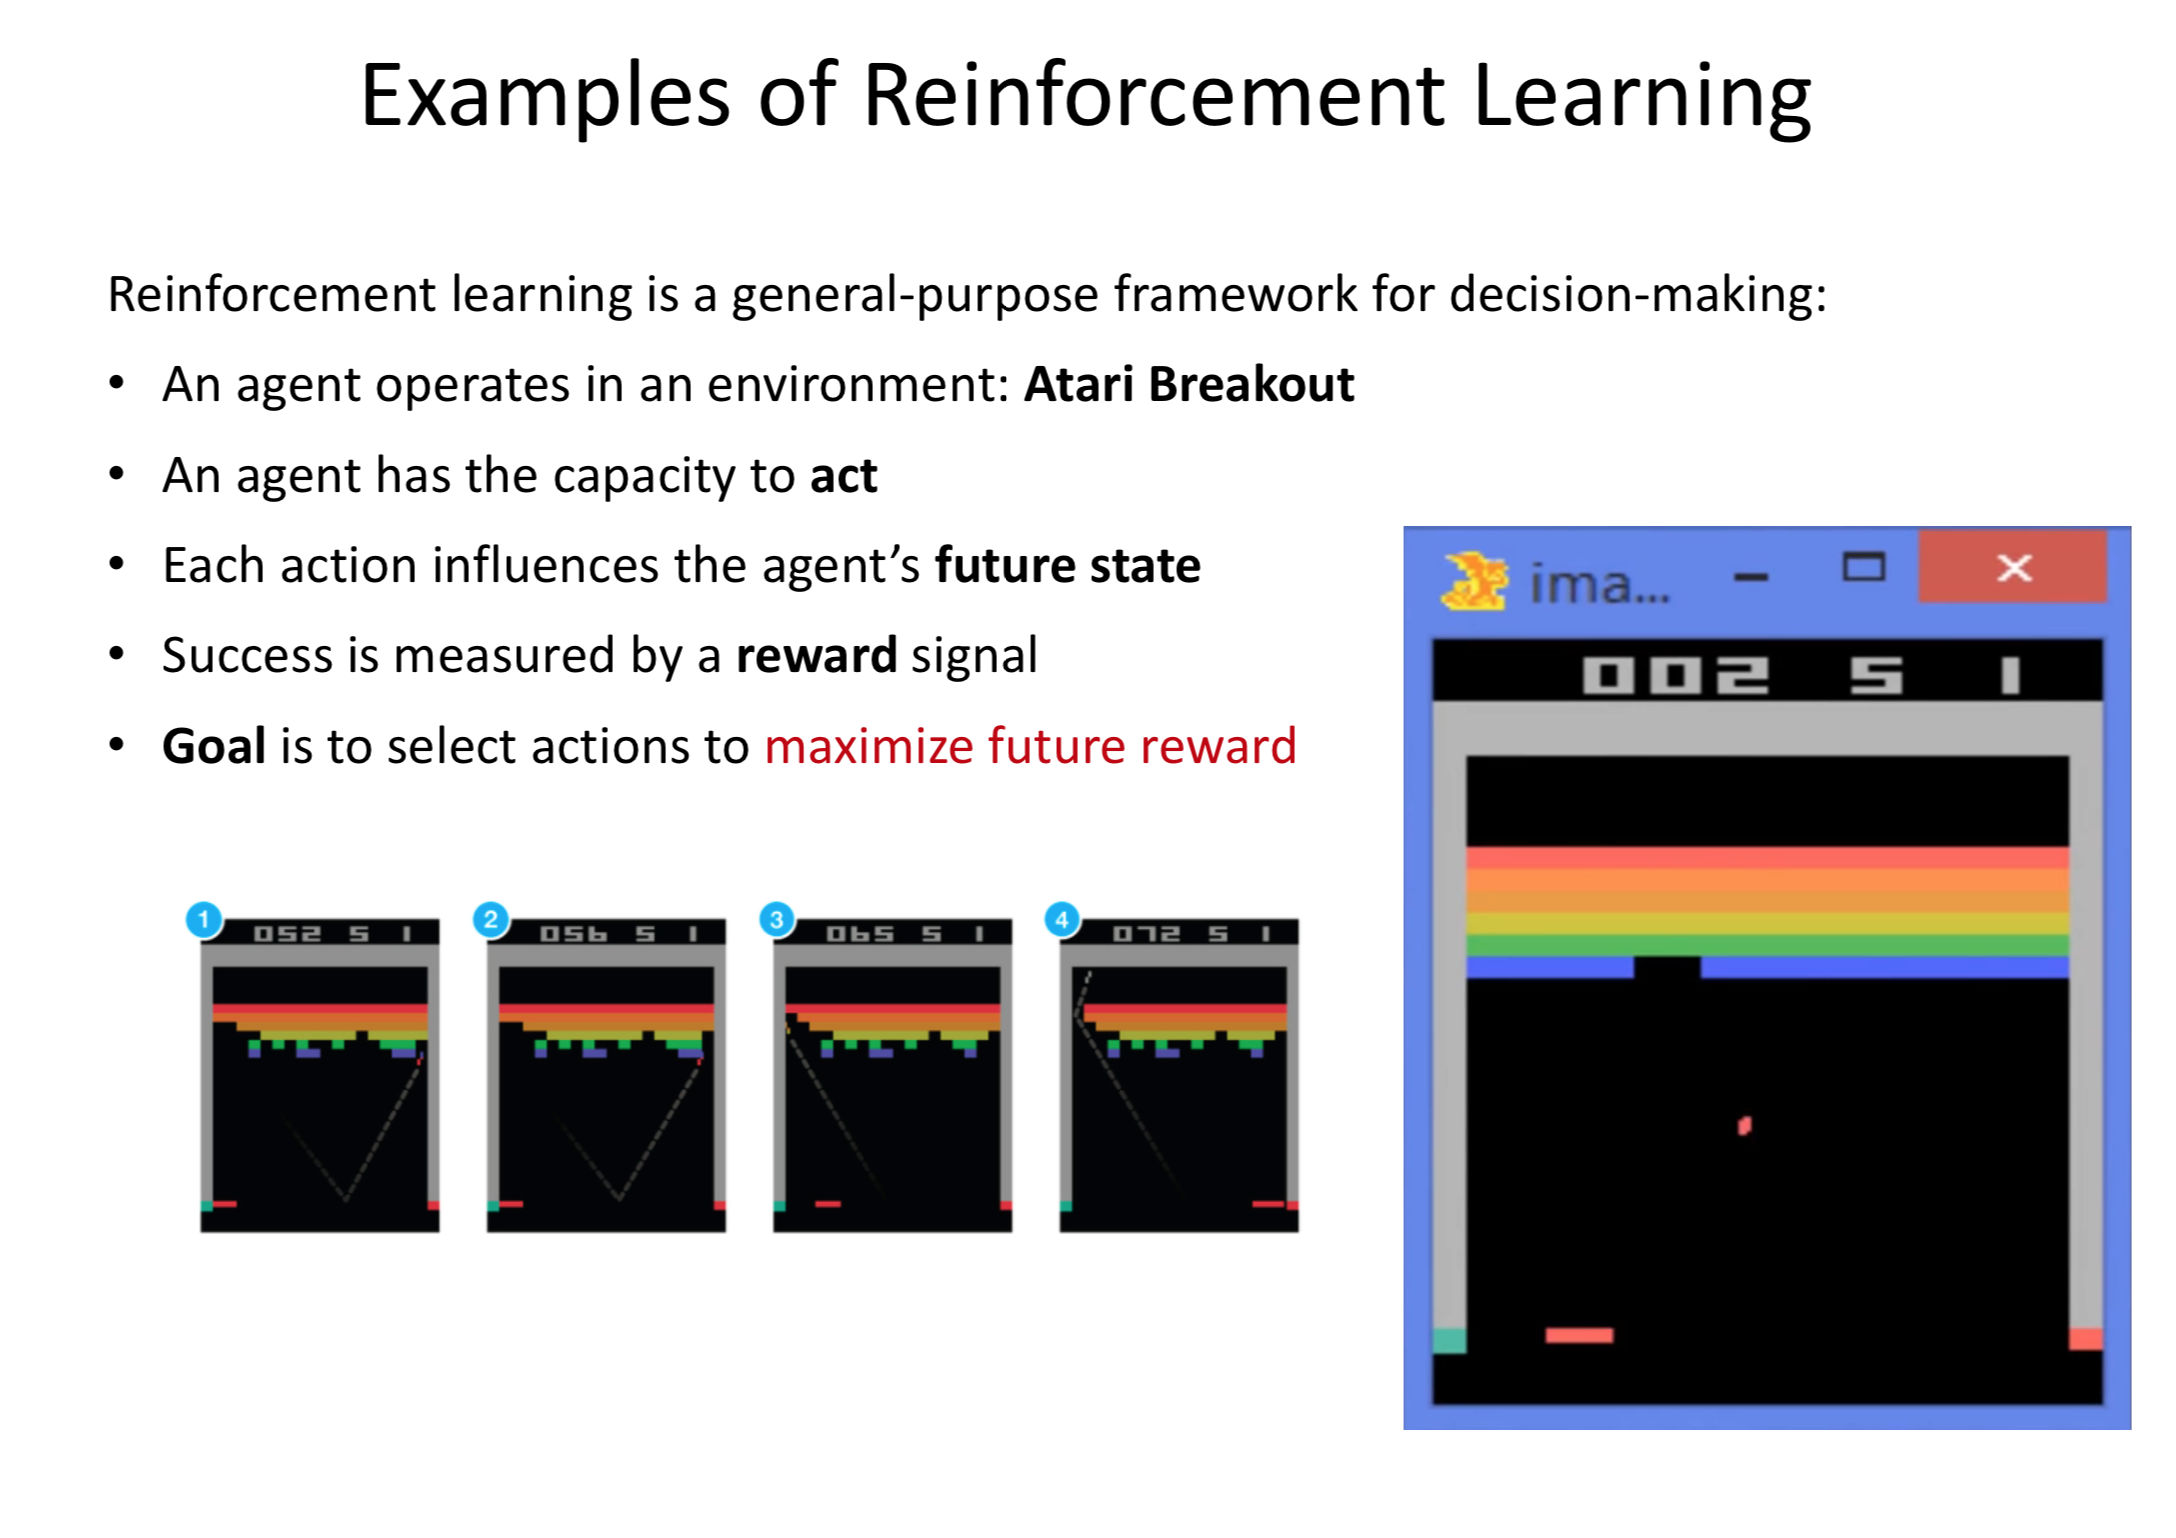 Examples of Reinforcement Learning
Reinforcement learning is a general-purpose framework for decision-making:
• An agent operates in an environment: Atari Breakout
• An agent has the capacity to act
• Each action influences the agent’s future state
• Success is measured by a reward signal
• Goal is to select actions to maximize future reward
ima...
002 5 1
1
052 5 1
2
056 5 1
3
065 5 1
4
072 5 1